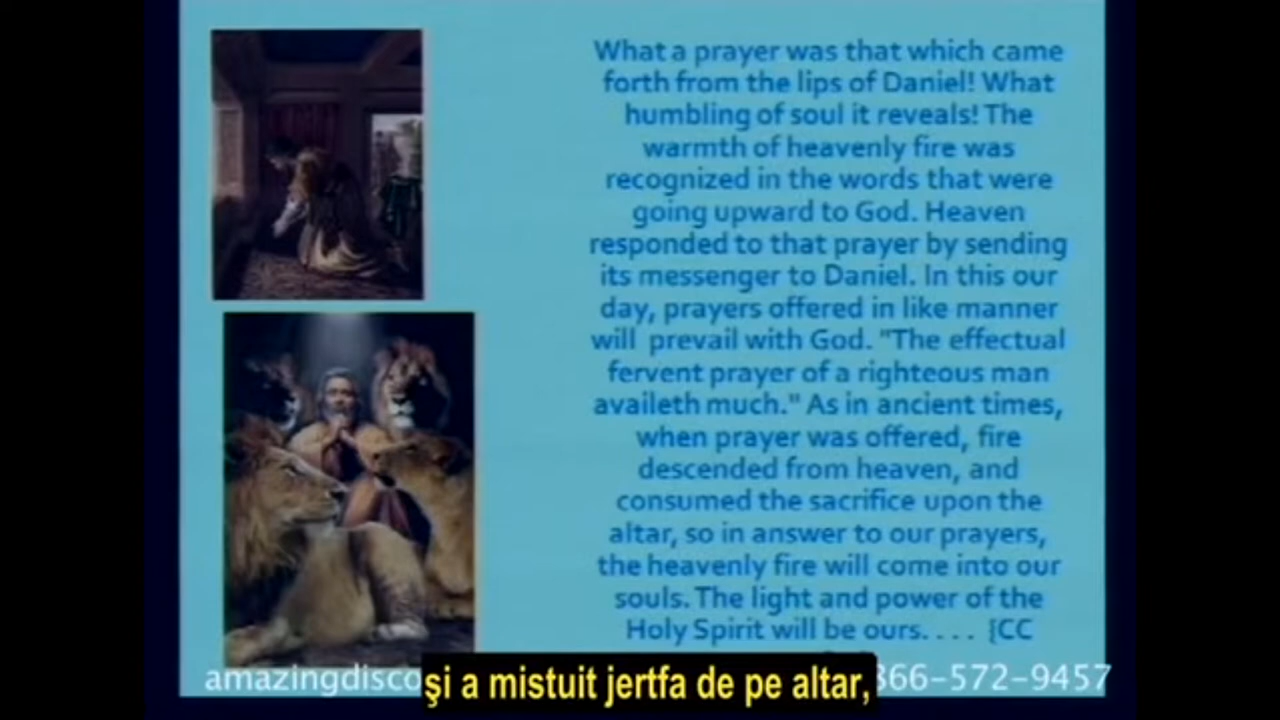 What a prayer was that which came
forth from the lips of Daniel! What
humbling of soul it reveals! The
warmth of heavenly fire was
recognized in the words that were
going upward to God. Heaven
responded to that prayer by sending
its messenger to Daniel. In this our
day, prayers offered in like manner
will prevail with God. "The effectual
fervent prayer of a righteous man
availeth much." As in ancient times,
when prayer was offered, fire
descended from heaven, and
consumed the sacrifice upon the
altar, so in answer to our prayers,
the heavenly fire will come into our
souls. The light and power of the
Holy Spirit will be ours. . . . {CC
amazingdisco
şi a mistuit jertfa de pe altar,
866-572-9457